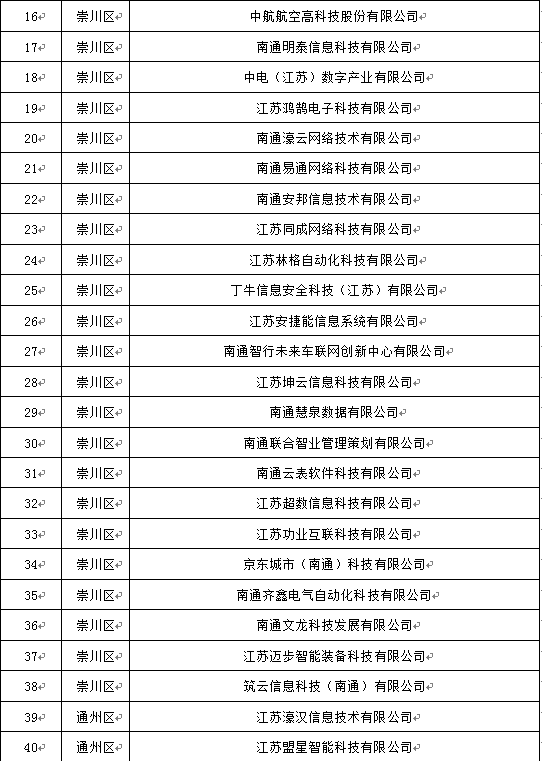 16 崇川区 中航航空高科技股份有限公司
17 崇川区 南通明泰信息科技有限公司
18 崇川区 中电（江苏）数字产业有限公司
19 崇川区 江苏鸿鹄电子科技有限公司
20 崇川区 南通濠云网络技术有限公司
21 崇川区 南通易通网络科技有限公司
22 崇川区 南通安邦信息技术有限公司
23 崇川区 江苏同成网络科技有限公司
24 崇川区 江苏林格自动化科技有限公司
25 崇川区 丁牛信息安全科技（江苏）有限公司
26 崇川区 江苏安捷能信息系统有限公司
27 崇川区 南通智行未来车联网创新中心有限公司
28 崇川区 江苏坤云信息科技有限公司
29 崇川区 南通慧泉数据有限公司
30 崇川区 南通联合智业管理策划有限公司
31 崇川区 南通云表软件科技有限公司
32 崇川区 江苏超数信息科技有限公司
33 崇川区 江苏功业互联科技有限公司
34 崇川区 京东城市（南通）科技有限公司
35 崇川区 南通齐鑫电气自动化科技有限公司
36 崇川区 南通文龙科技发展有限公司
37 崇川区 江苏迈步智能装备科技有限公司
38 崇川区 筑云信息科技（南通）有限公司
39 通州区 江苏濠汉信息技术有限公司
40 通州区 江苏盟星智能科技有限公司